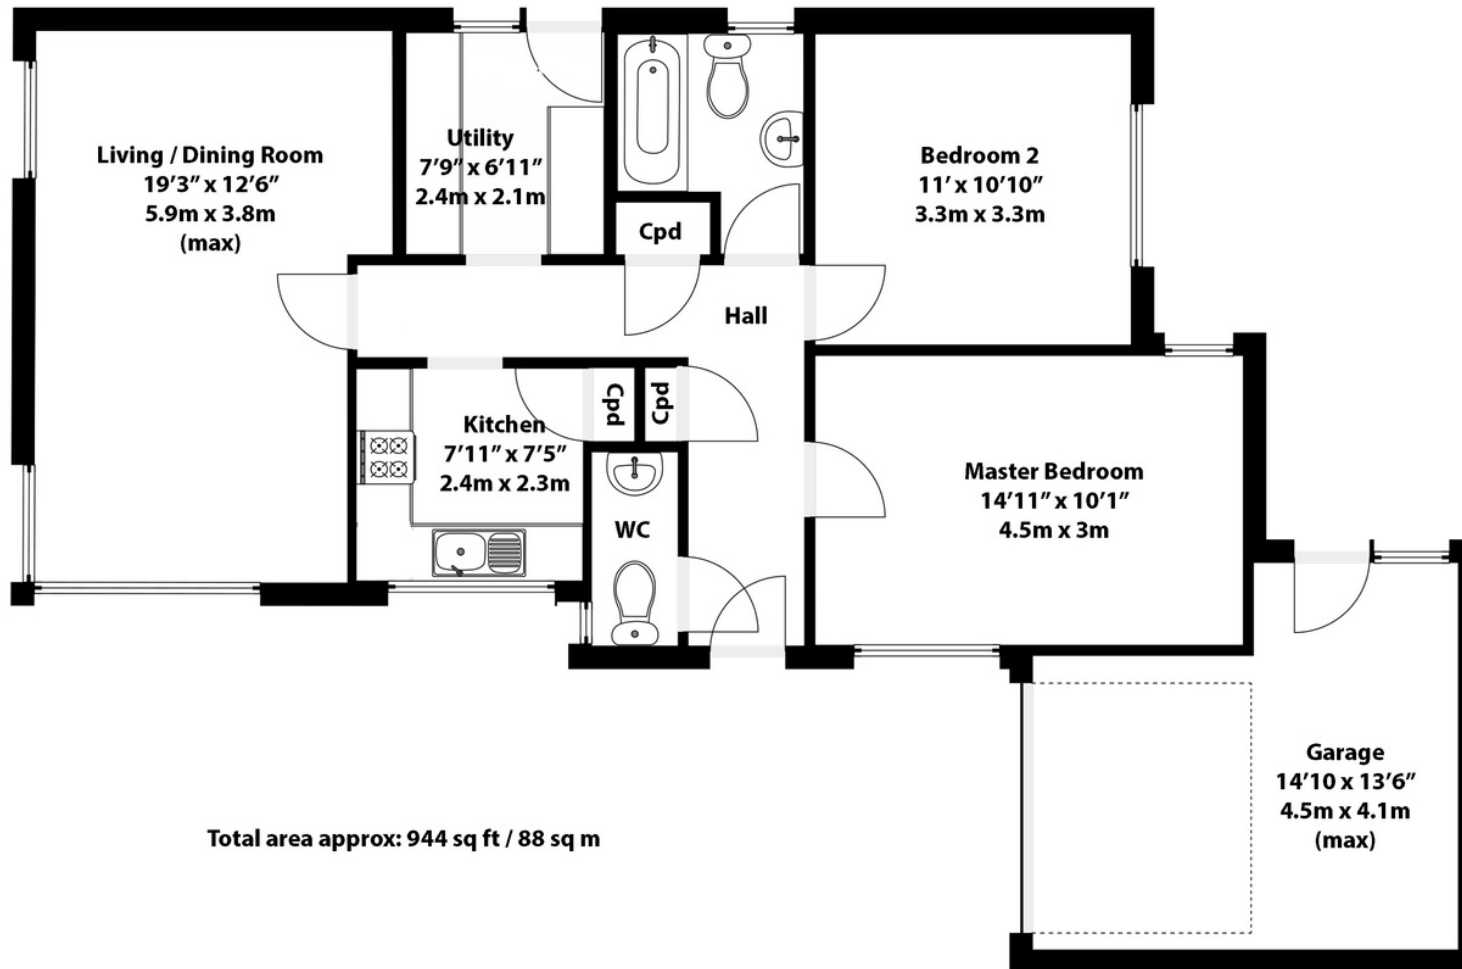 Living / Dining Room
19’3” x 12’6”
5.9m x 3.8m
(max)
Utility
7’9” x 6’11”
2.4m x 2.1m
Cpd
Bedroom 2
11’ x 10’10”
3.3m x 3.3m
Hall
Kitchen
7’11” x 7’5”
2.4m x 2.3m
Cpd
Cpd
WC
Master Bedroom
14’11” x 10’1”
4.5m x 3m
Garage
14’10 x 13’6”
4.5m x 4.1m
(max)
Total area approx: 944 sq ft / 88 sq m